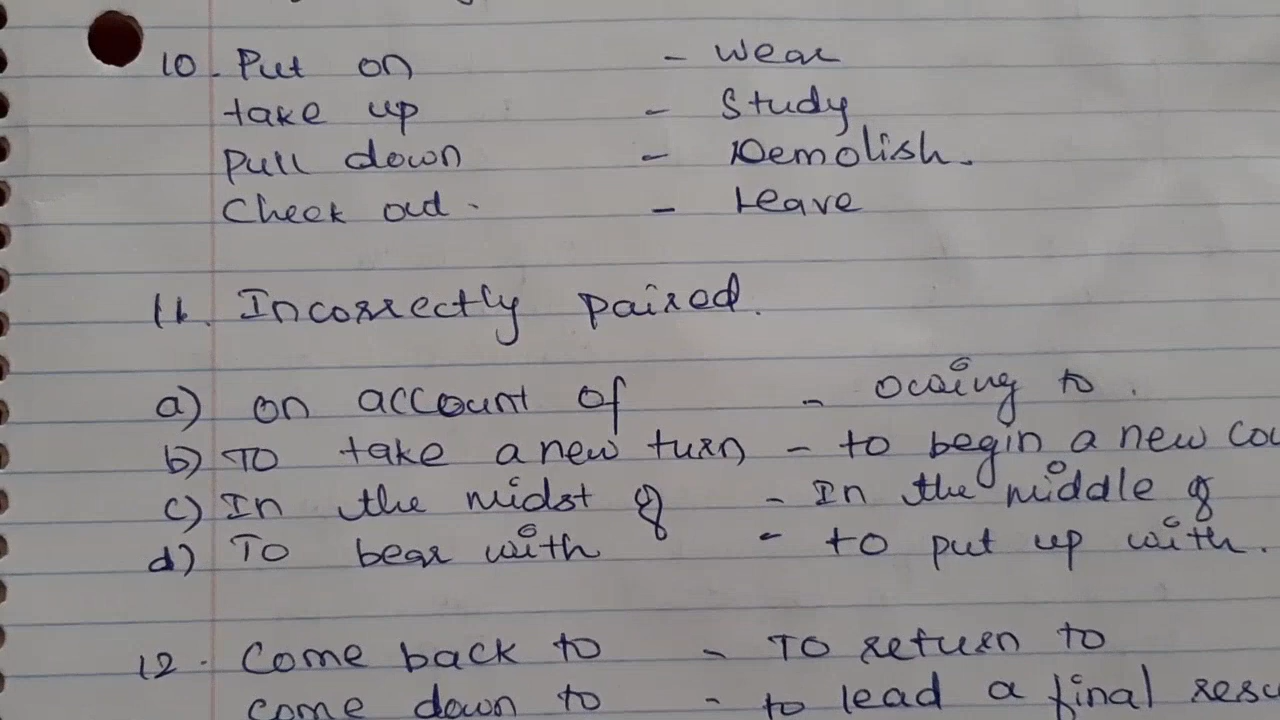 10. Put on - Wear
take up - Study
Pull down - Demolish.
Check out. - Leave
11. Incorrectly paired.
a) on account of - owing to.
b) To take a new turn - to begin a new cou
c) In the midst of - In the middle of
d) To bear with - to put up with.
12. Come back to - To return to
come down to - to lead a final resu